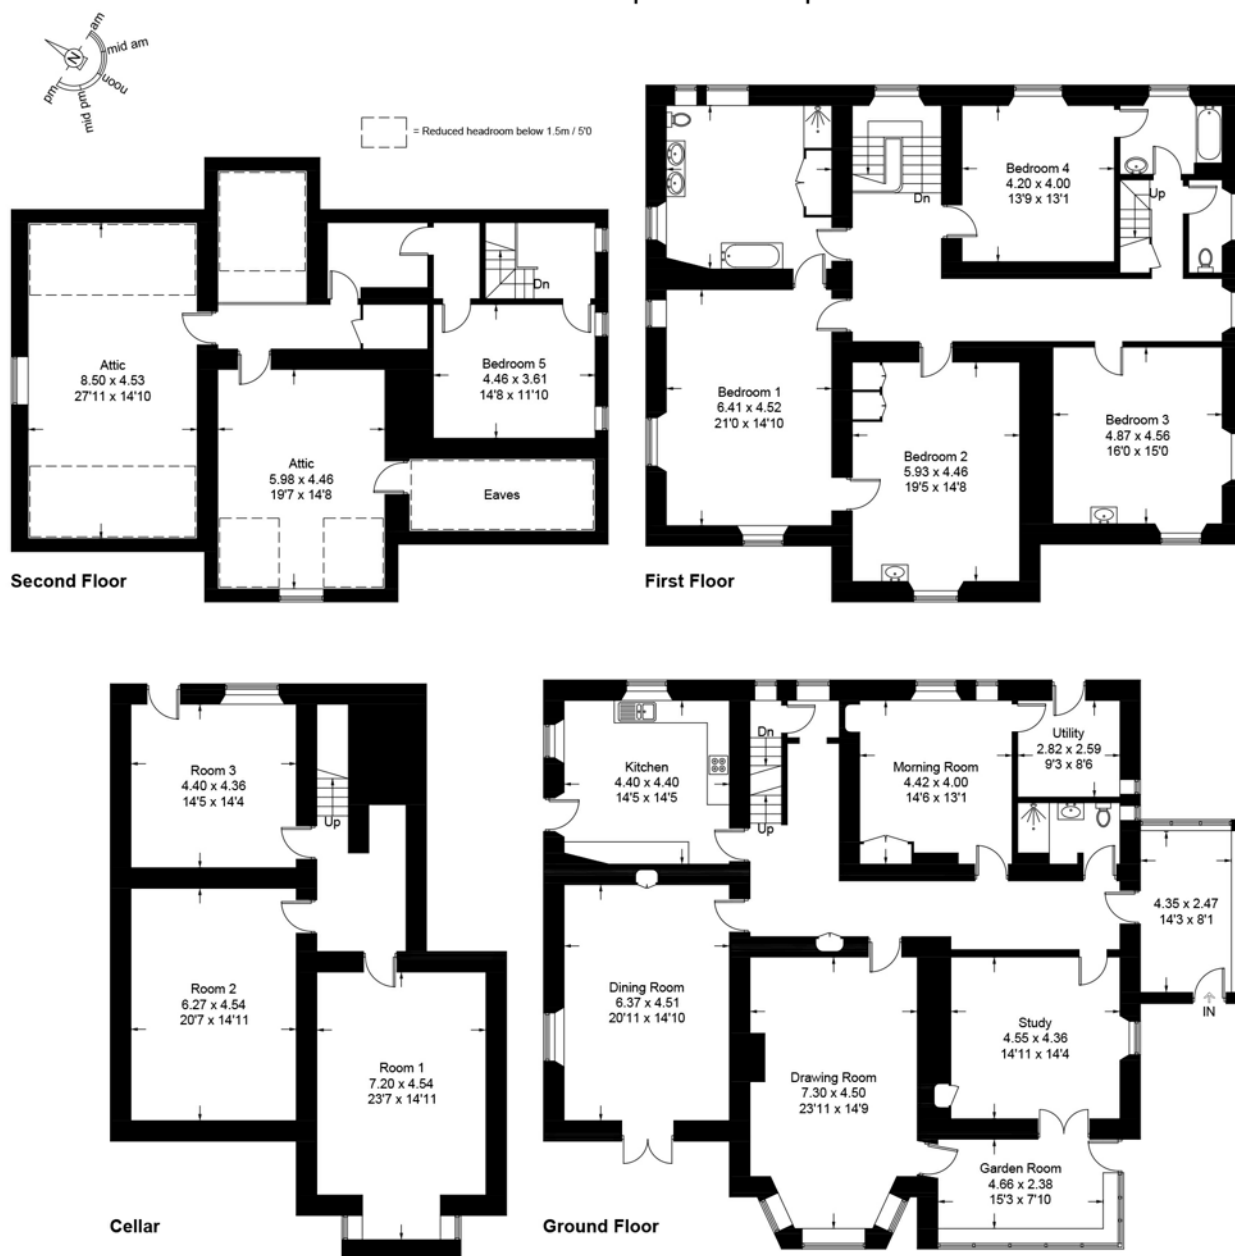 am
mid am
noon
mid pm
pm
N
= Reduced headroom below 1.5m / 5'0
Attic
8.50 x 4.53
27'11 x 14'10
Dn
Bedroom 5
4.46 x 3.61
14'8 x 11'10
Attic
5.98 x 4.46
19'7 x 14'8
Eaves
Second Floor
Bedroom 4
4.20 x 4.00
13'9 x 13'1
Dn
Up
Bedroom 1
6.41 x 4.52
21'0 x 14'10
Bedroom 2
5.93 x 4.46
19'5 x 14'8
Bedroom 3
4.87 x 4.56
16'0 x 15'0
First Floor
Room 3
4.40 x 4.36
14'5 x 14'4
Up
Room 2
6.27 x 4.54
20'7 x 14'11
Room 1
7.20 x 4.54
23'7 x 14'11
Cellar
Kitchen
4.40 x 4.40
14'5 x 14'5
Dn
Up
Morning Room
4.42 x 4.00
14'6 x 13'1
Utility
2.82 x 2.59
9'3 x 8'6
4.35 x 2.47
14'3 x 8'1
IN
Dining Room
6.37 x 4.51
20'11 x 14'10
Drawing Room
7.30 x 4.50
23'11 x 14'9
Study
4.55 x 4.36
14'11 x 14'4
Garden Room
4.66 x 2.38
15'3 x 7'10
Ground Floor